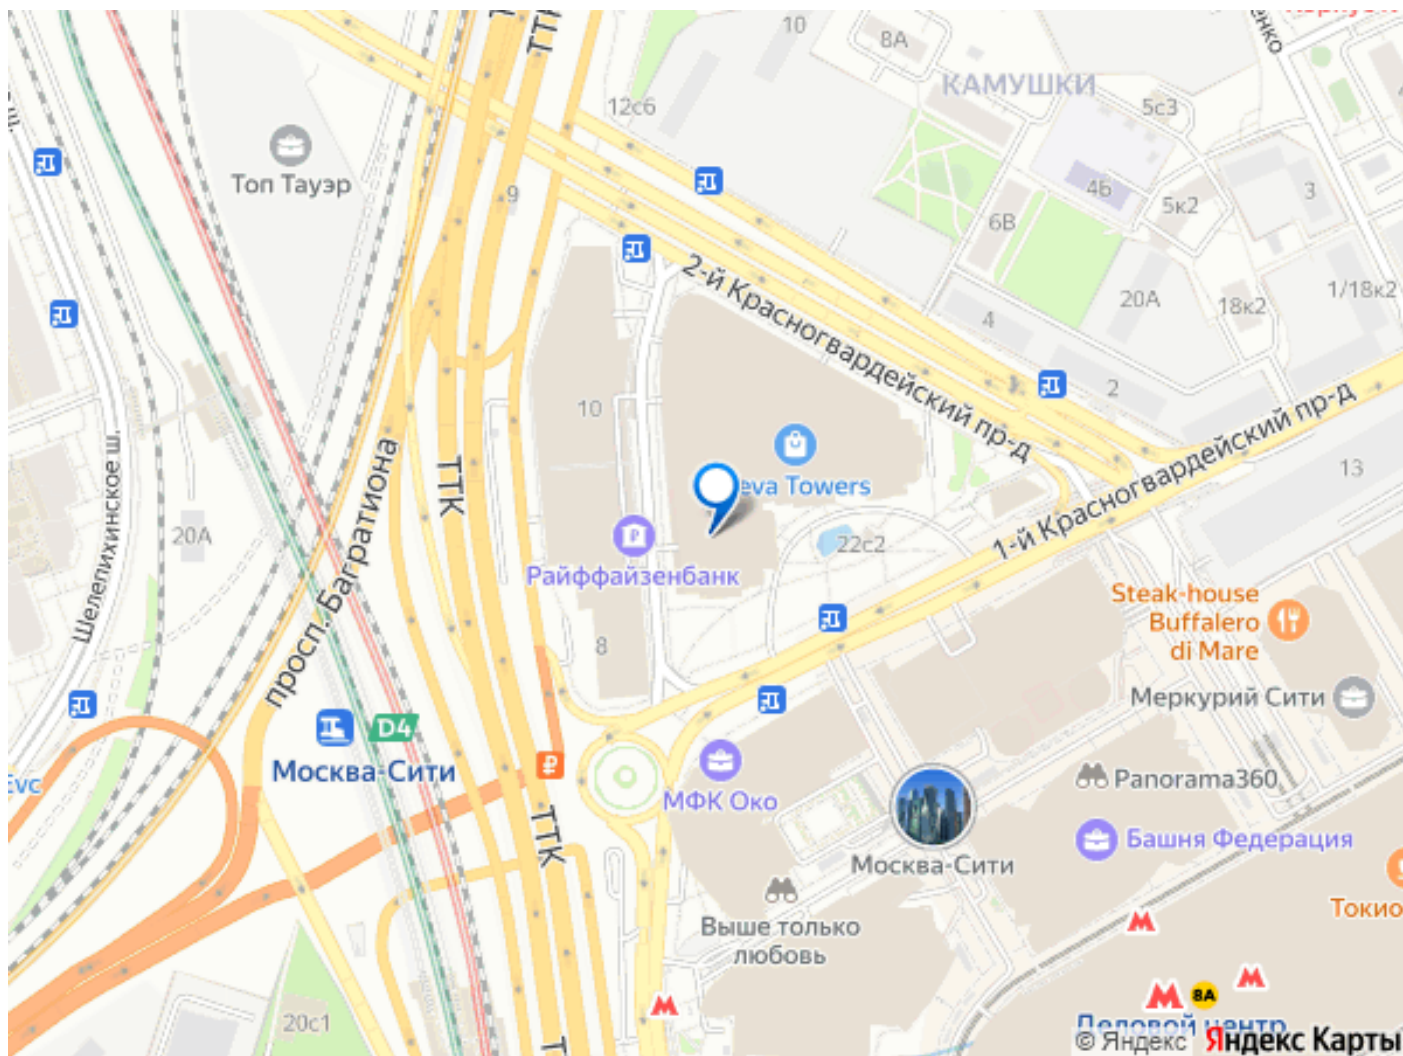 ТТК
10
8А
КАМУШКИ
12с6
5с3
Топ Тауэр
9
4Б
5к2
3
6В
2-й Красногвардейский пр-д
20А
18к2
1/18к2
4
2
10
1-й Красногвардейский пр-д
13
eva Towers
ТТК
просп. Багратиона
Шелепихинское ш.
20А
22с2
Райффайзенбанк
Steak-house
Buffalero
di Mare
8
Меркурий Сити
D4
Москва-Сити
₽
МФК Око
Panorama360
ТТК
Москва-Сити
Башня Федерация
Выше только
любовь
Токио
8А
20с1
Деловой центр
© Яндекс Яндекс Карты